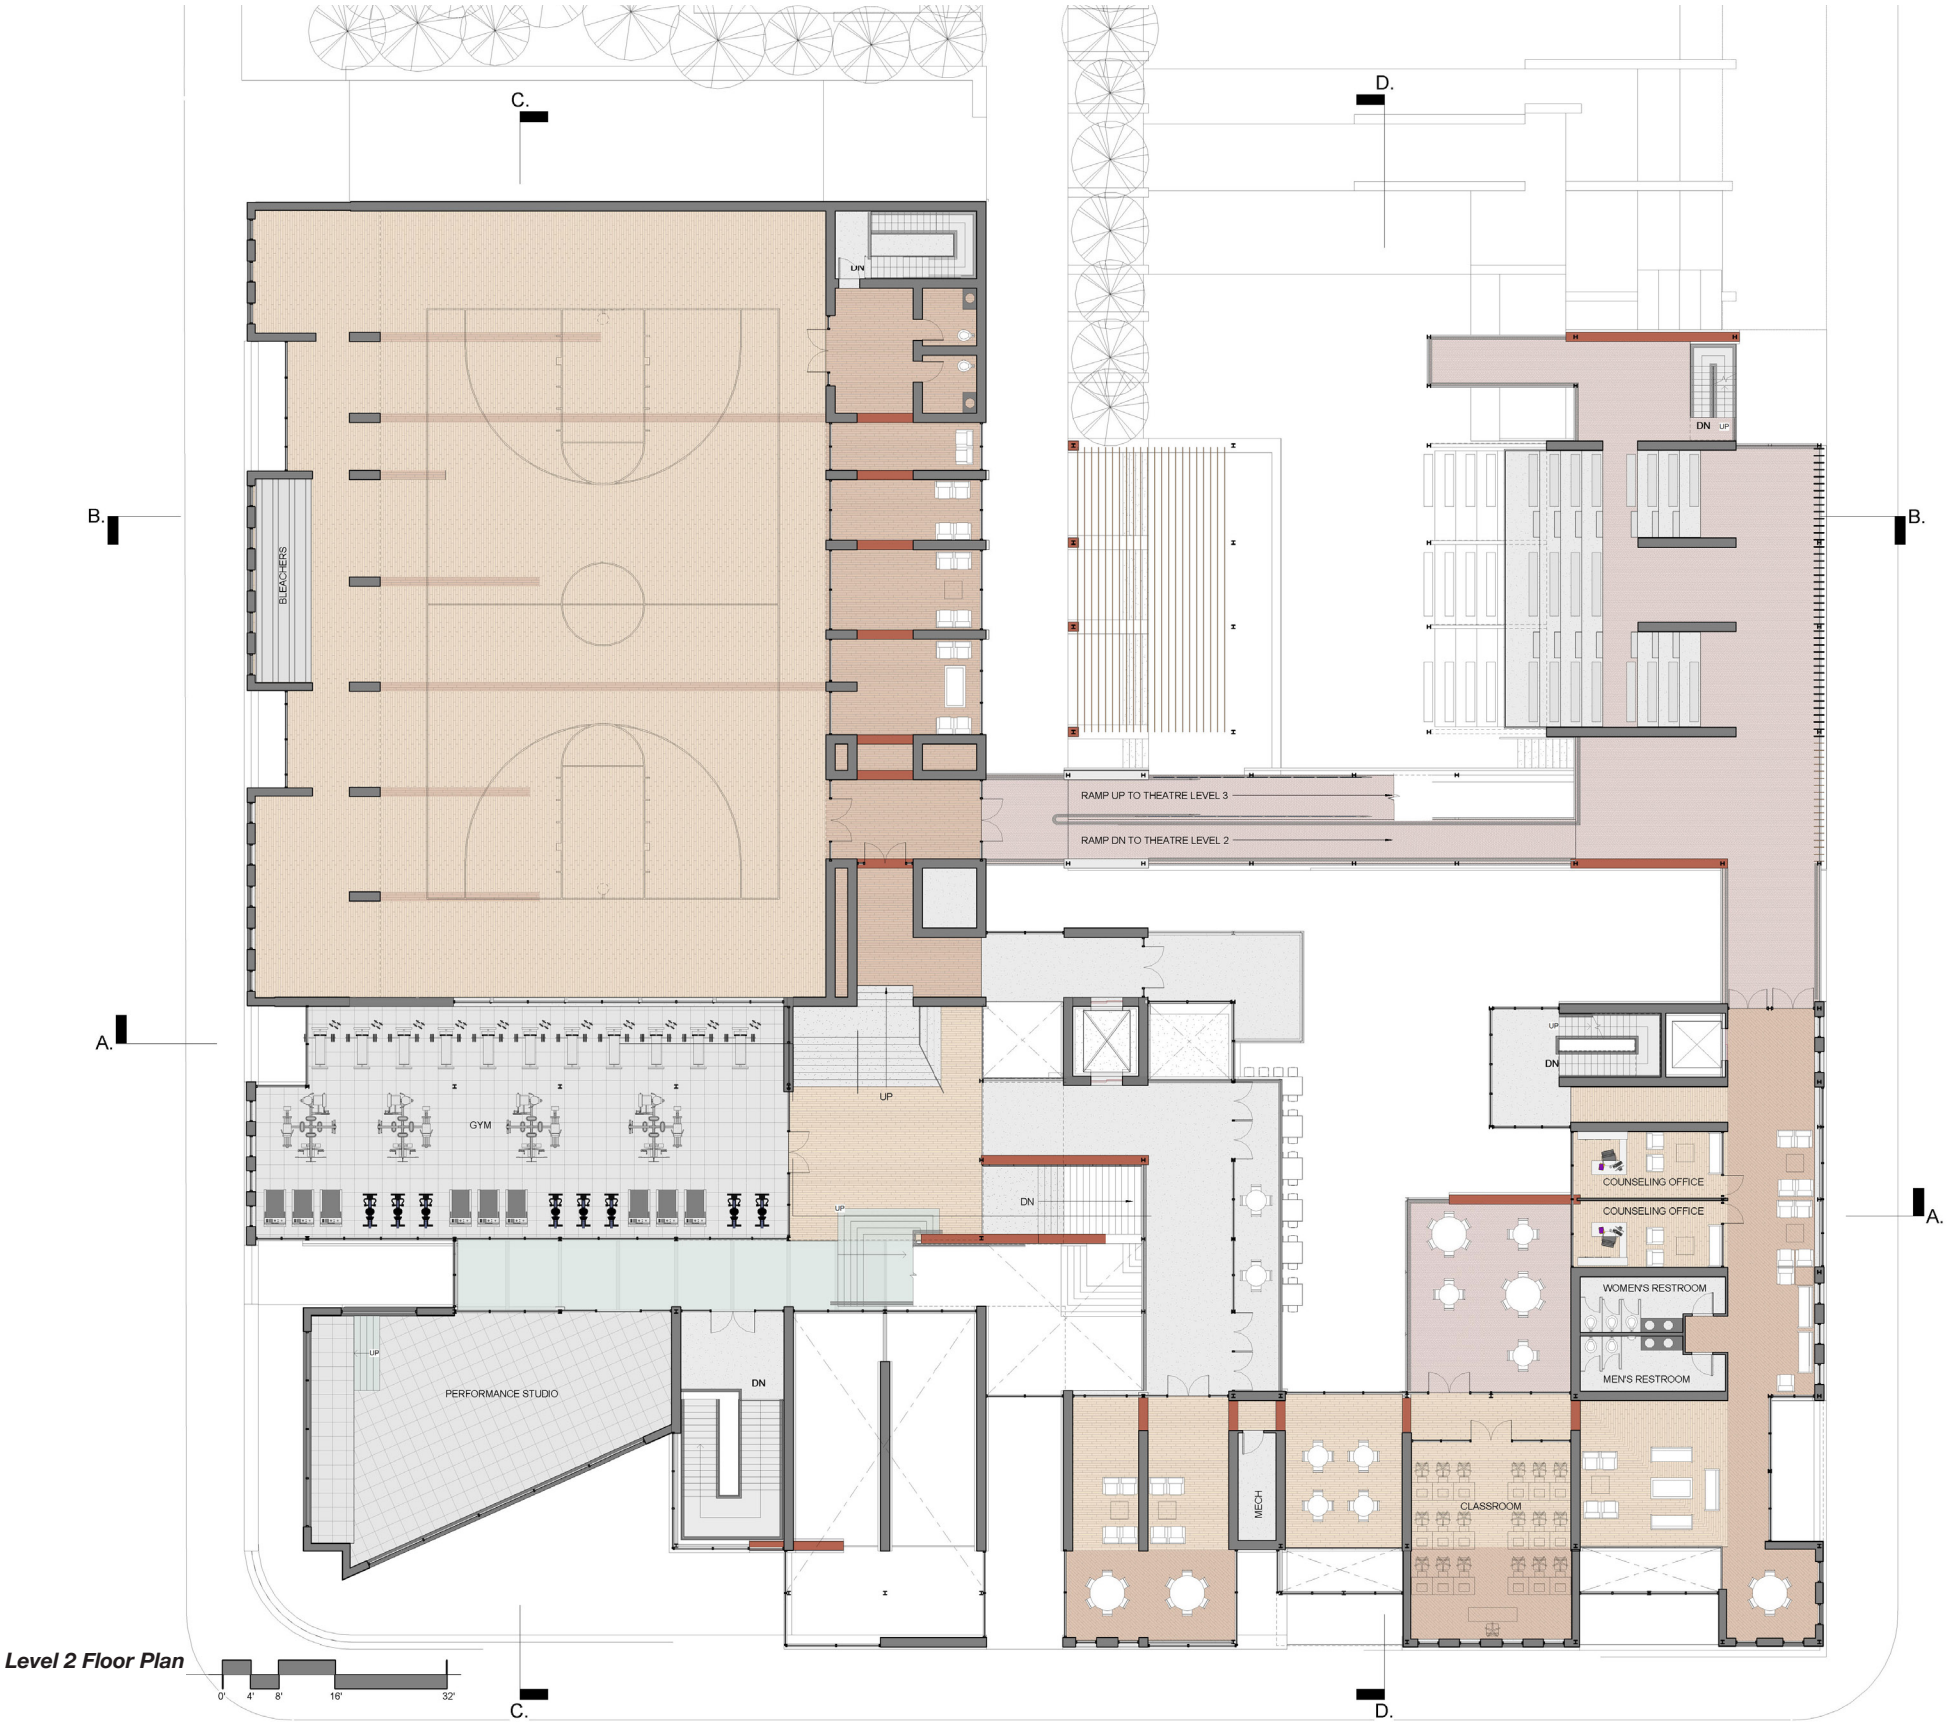 C.
D.
DN
DN UP
B.
B.
BLEACHERS
RAMP UP TO THEATRE LEVEL 3
RAMP DN TO THEATRE LEVEL 2
A.
UP
DN
UP
GYM
COUNSELING OFFICE
DN
UP
COUNSELING OFFICE
A.
WOMEN'S RESTROOM
UP
DN
MEN'S RESTROOM
PERFORMANCE STUDIO
MECH
CLASSROOM
Level 2 Floor Plan
0' 4' 8' 16' 32'
C.
D.